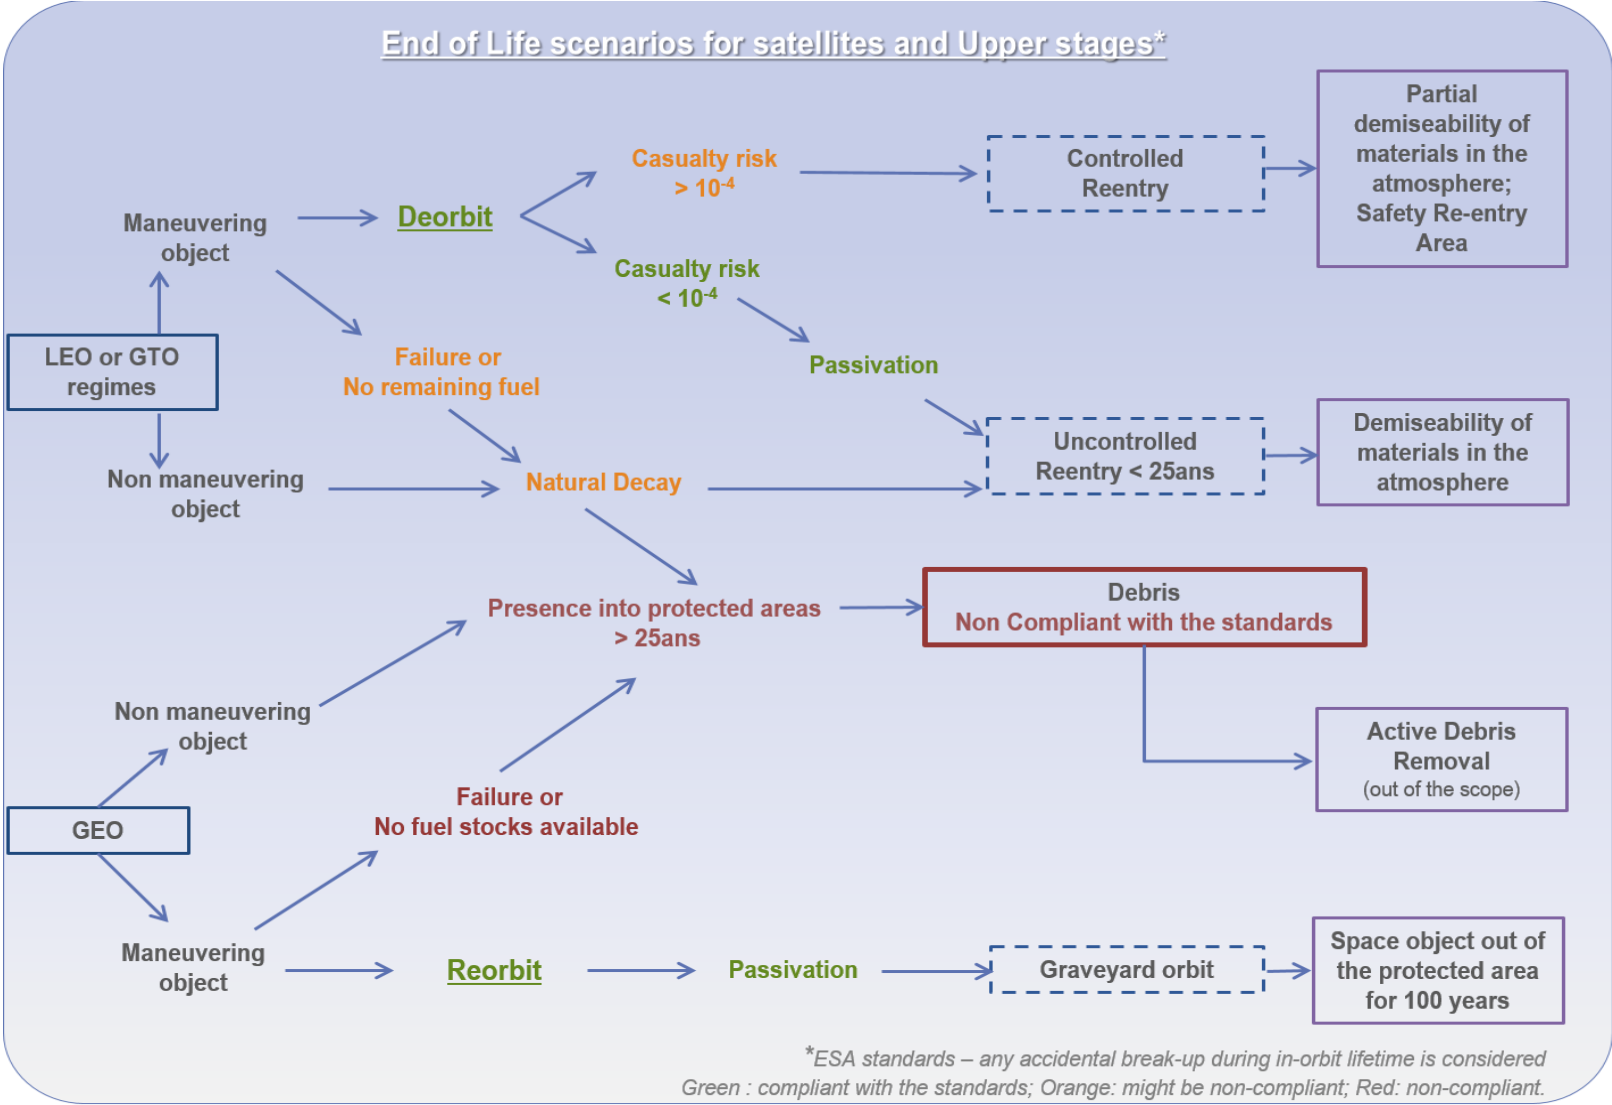 End of Life scenarios for satellites and Upper stages*
Partial
demiseability of
materials in the
atmosphere;
Safety Re-entry
Area
Casualty risk
> 10-4
Controlled
Reentry
Maneuvering
object
Deorbit
Casualty risk
< 10-4
LEO or GTO
regimes
Failure or
No remaining fuel
Passivation
Uncontrolled
Reentry < 25ans
Demiseability of
materials in the
atmosphere
Non maneuvering
object
Natural Decay
Presence into protected areas
> 25ans
Debris
Non Compliant with the standards
Non maneuvering
object
Active Debris
Removal
(out of the scope)
GEO
Failure or
No fuel stocks available
Maneuvering
object
Reorbit
Passivation
Graveyard orbit
Space object out of
the protected area
for 100 years
*ESA standards – any accidental break-up during in-orbit lifetime is considered
Green : compliant with the standards; Orange: might be non-compliant; Red: non-compliant.